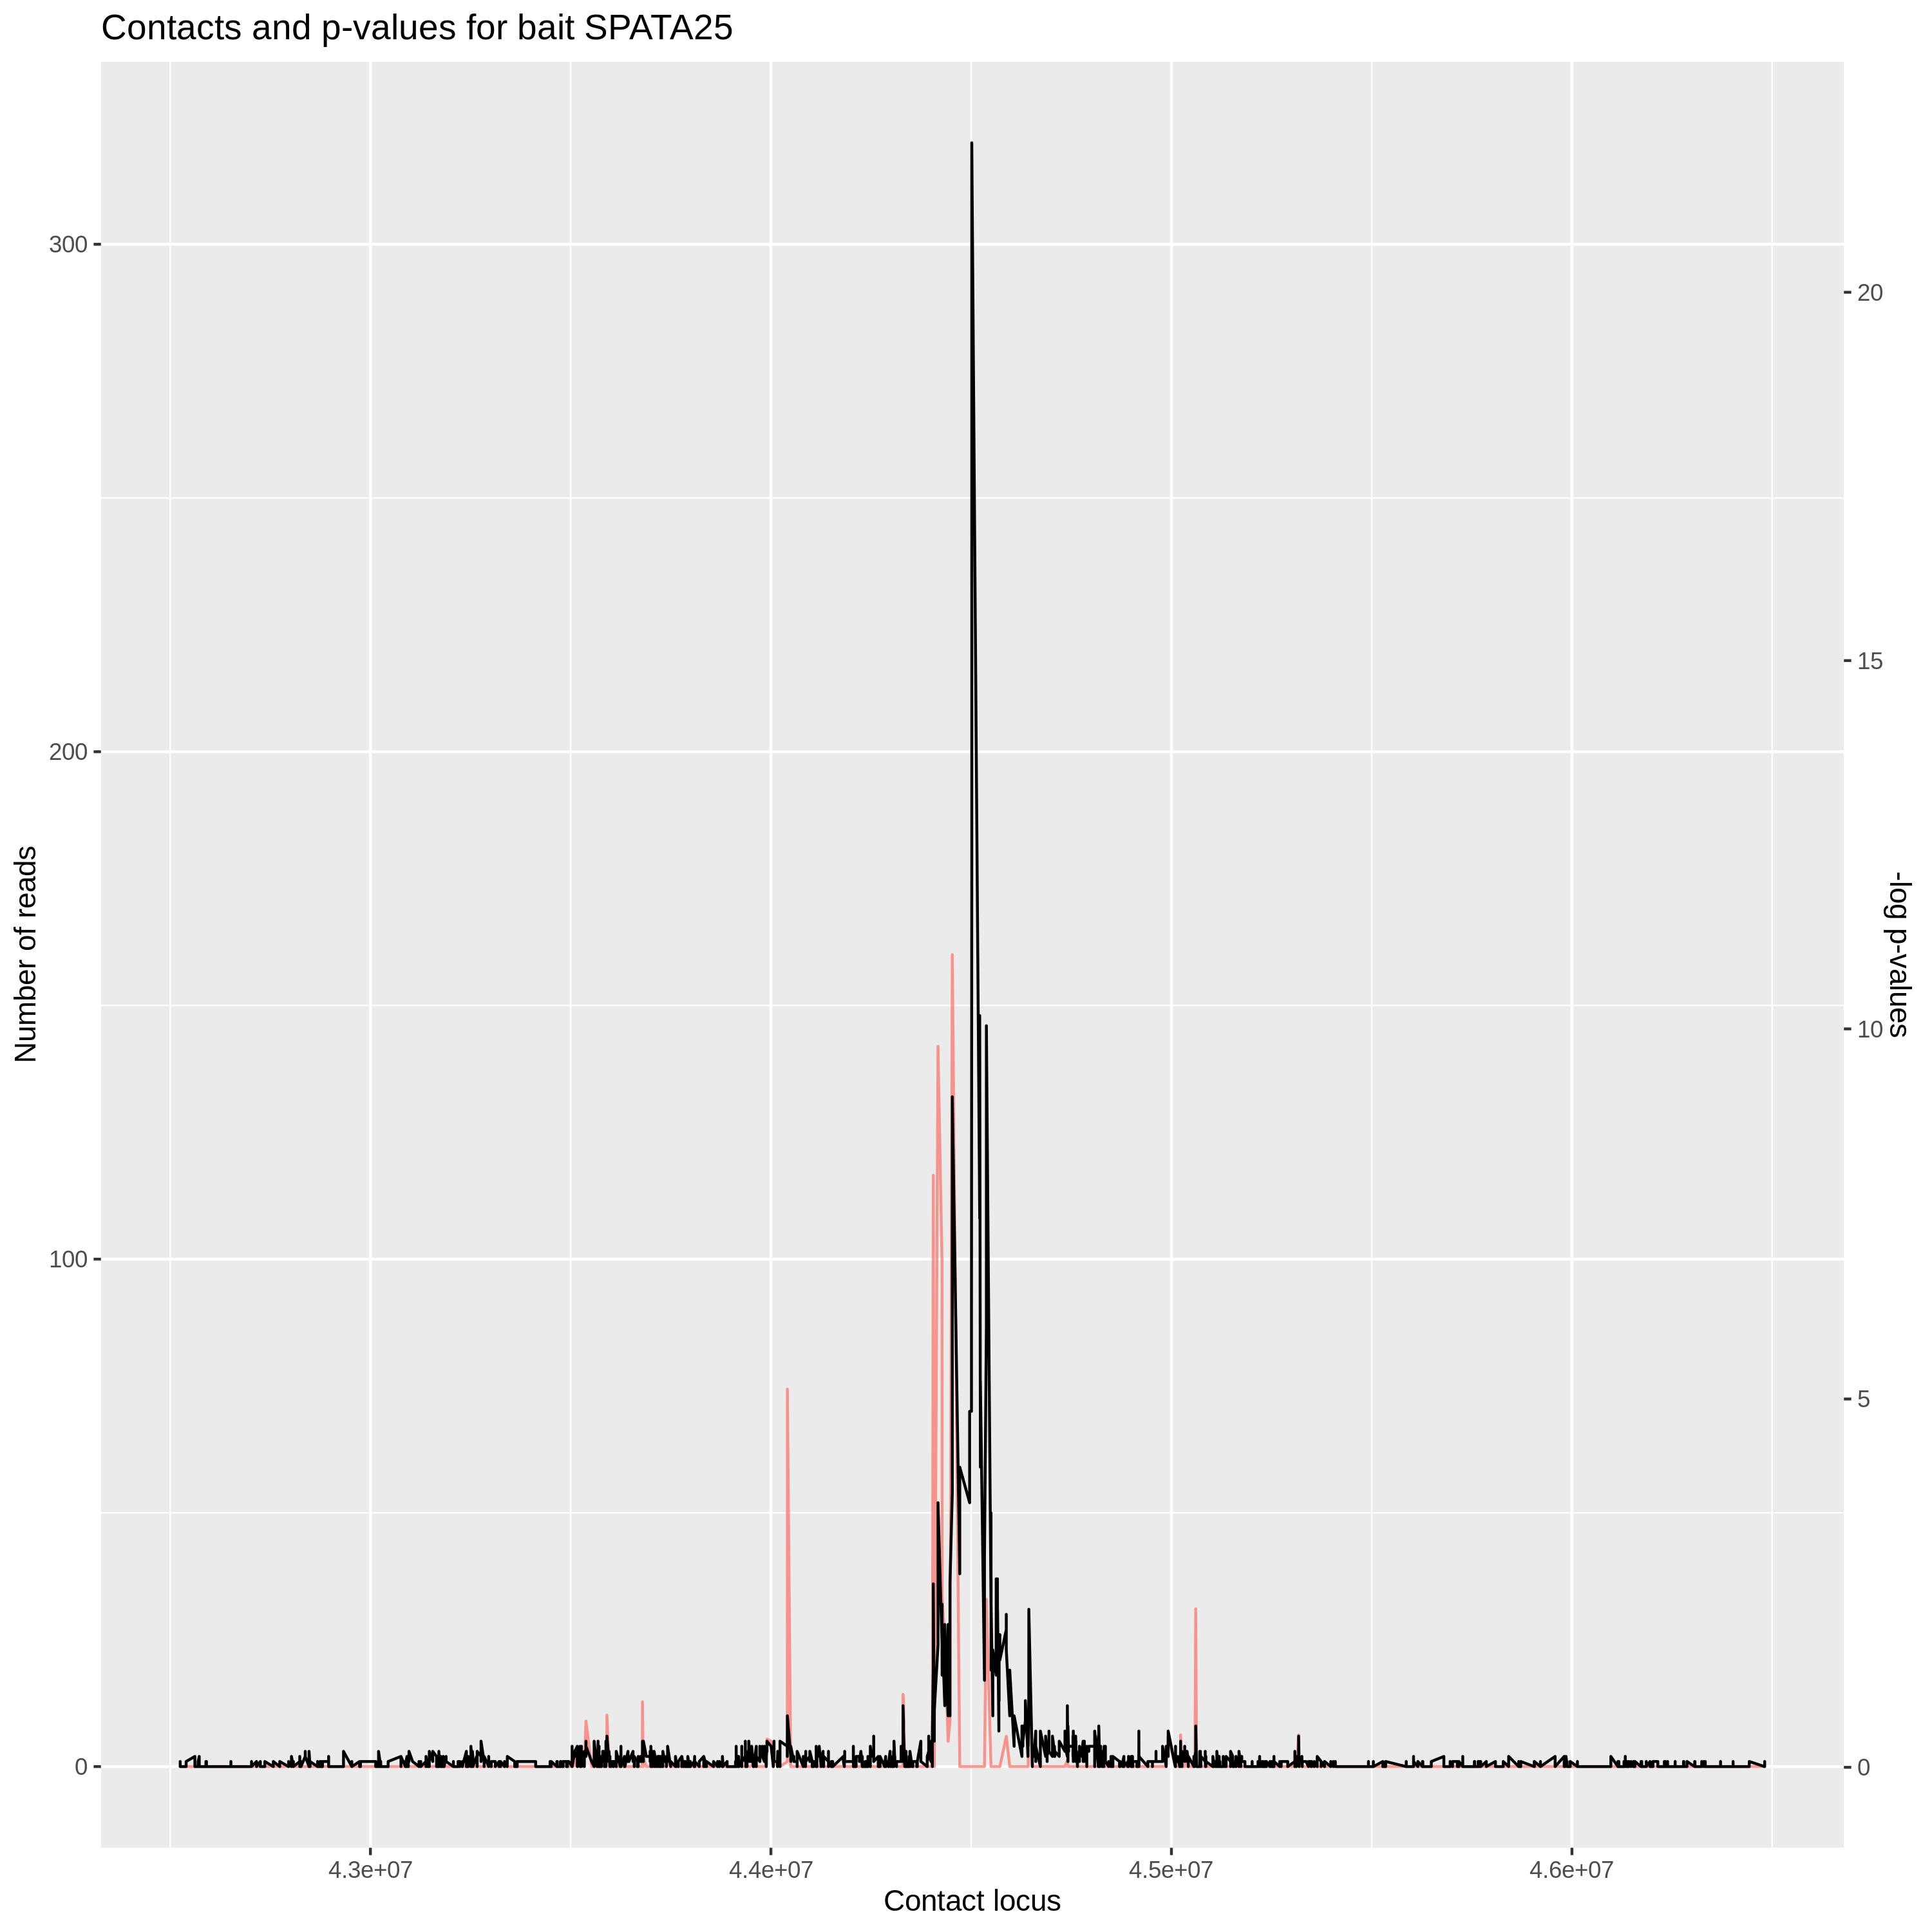 Contacts and p-values for bait SPATA25
300
200
100
0
Number of reads
20
15
10
5
0
-log p-values
4.3e+07
4.4e+07
4.5e+07
4.6e+07
Contact locus